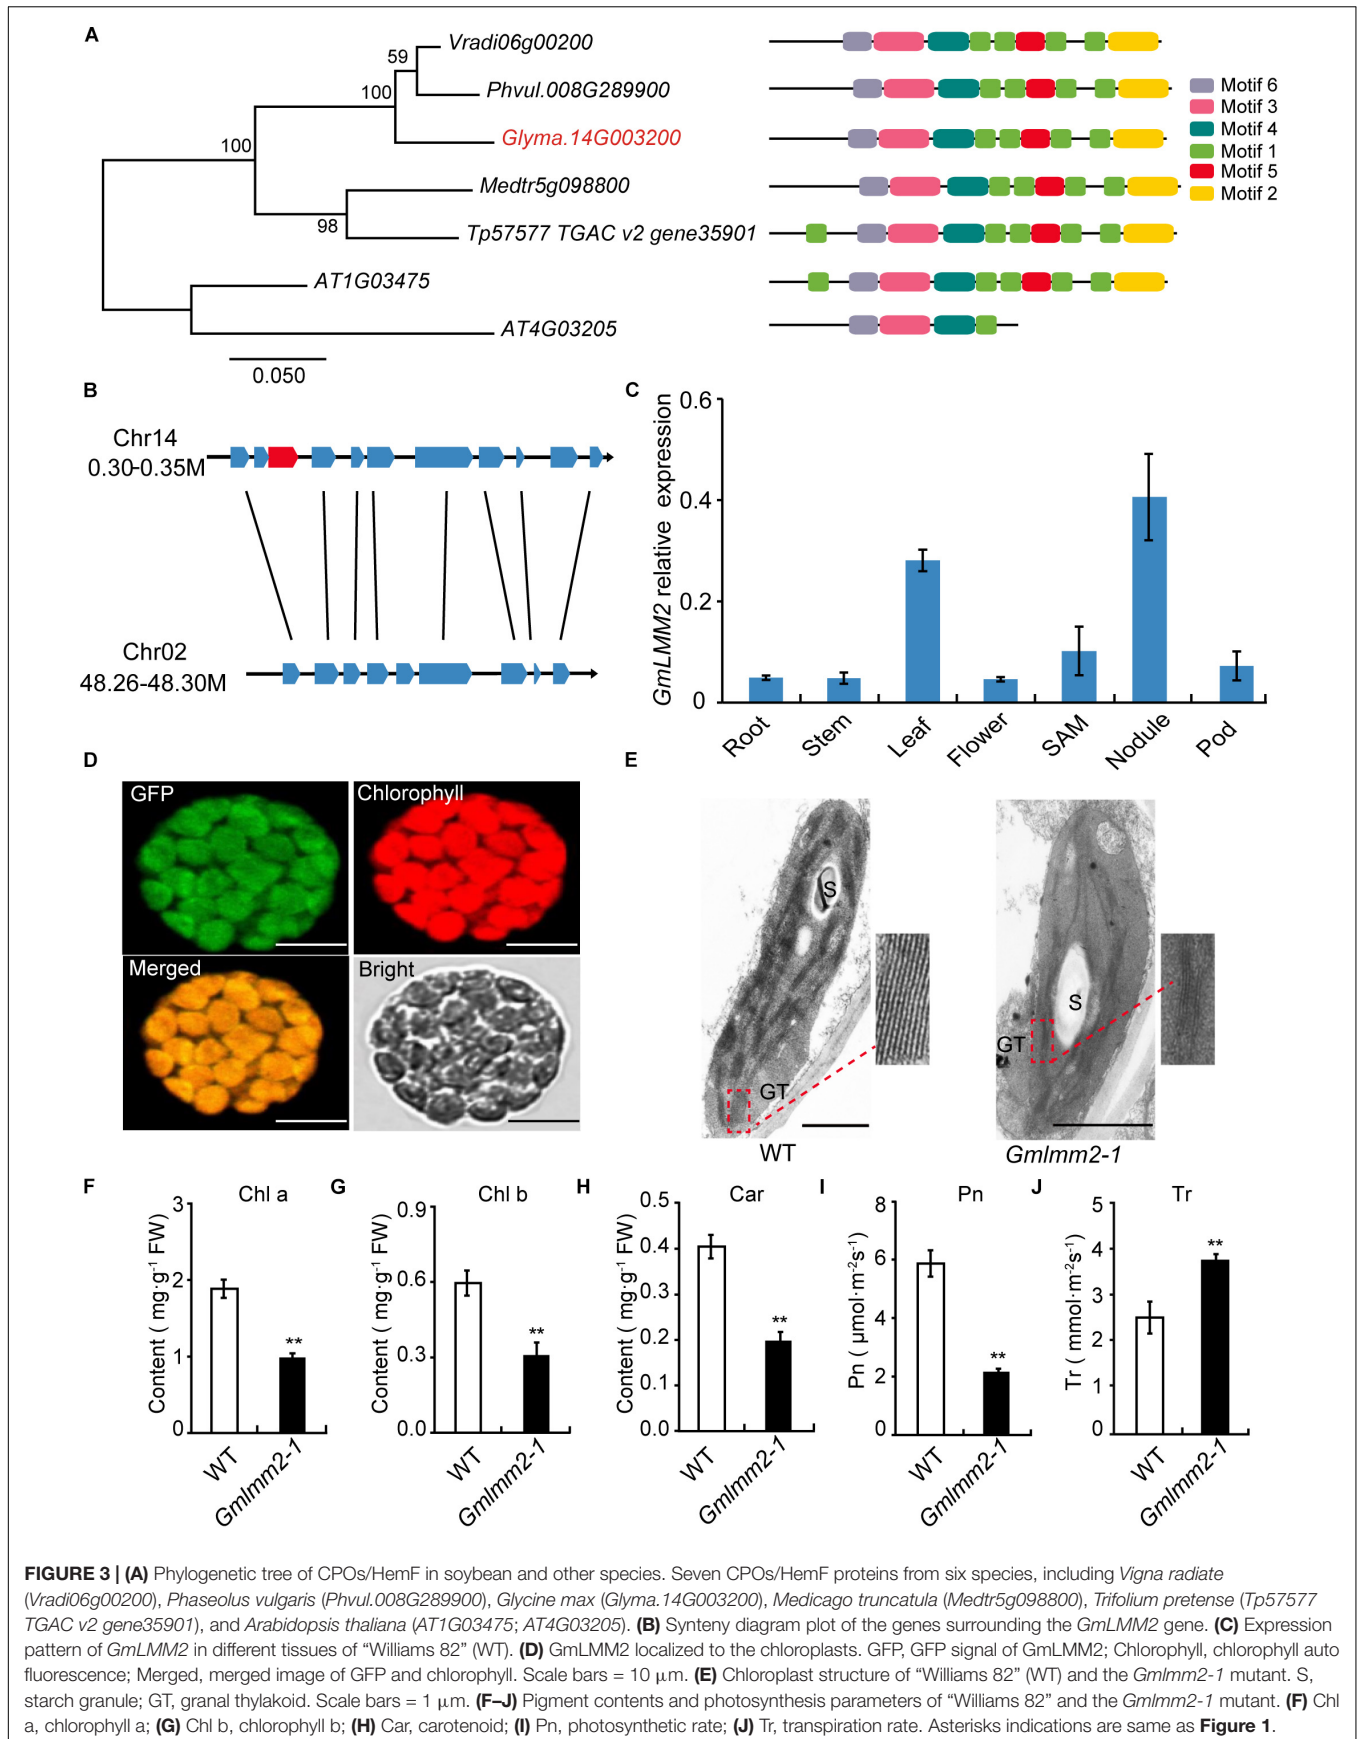 A
Vradi06g00200
59
Phvul.008G289900
100
Glyma.14G003200
100
Medtr5g098800
98
Tp57577 TGAC v2 gene35901
AT1G03475
AT4G03205
0.050
Motif 6
Motif 3
Motif 4
Motif 1
Motif 5
Motif 2
B
Chr14
0.30-0.35M
Chr02
48.26-48.30M
C
GmLMM2 relative expression
0.6
0.4
0.2
0
Root
Stem
Leaf
Flower
SAM
Nodule
Pod
D
GFP
Chlorophyll
Merged
Bright
E
S
GT
WT
S
GT
Gmlmm2-1
F
Chl a
Content ( mg·g⁻¹ FW)
3
2
1
0
**
WT
Gmlmm2-1
G
Chl b
Content ( mg·g⁻¹ FW)
0.9
0.6
0.3
0.0
**
WT
Gmlmm2-1
H
Car
Content ( mg·g⁻¹ FW)
0.5
0.4
0.3
0.2
0.1
0.0
**
WT
Gmlmm2-1
I
Pn
Pn ( μmol·m⁻²s⁻¹)
8
6
4
2
0
**
WT
Gmlmm2-1
J
Tr
Tr ( mmol·m⁻²s⁻¹)
5
4
3
2
1
0
**
WT
Gmlmm2-1
FIGURE 3 | (A) Phylogenetic tree of CPOs/HemF in soybean and other species. Seven CPOs/HemF proteins from six species, including Vigna radiate
(Vradi06g00200), Phaseolus vulgaris (Phvul.008G289900), Glycine max (Glyma.14G003200), Medicago truncatula (Medtr5g098800), Trifolium pretense (Tp57577
TGAC v2 gene35901), and Arabidopsis thaliana (AT1G03475; AT4G03205). (B) Synteny diagram plot of the genes surrounding the GmLMM2 gene. (C) Expression
pattern of GmLMM2 in different tissues of “Williams 82” (WT). (D) GmLMM2 localized to the chloroplasts. GFP, GFP signal of GmLMM2; Chlorophyll, chlorophyll auto
fluorescence; Merged, merged image of GFP and chlorophyll. Scale bars = 10 μm. (E) Chloroplast structure of “Williams 82” (WT) and the Gmlmm2-1 mutant. S,
starch granule; GT, granal thylakoid. Scale bars = 1 μm. (F–J) Pigment contents and photosynthesis parameters of “Williams 82” and the Gmlmm2-1 mutant. (F) Chl
a, chlorophyll a; (G) Chl b, chlorophyll b; (H) Car, carotenoid; (I) Pn, photosynthetic rate; (J) Tr, transpiration rate. Asterisks indications are same as Figure 1.